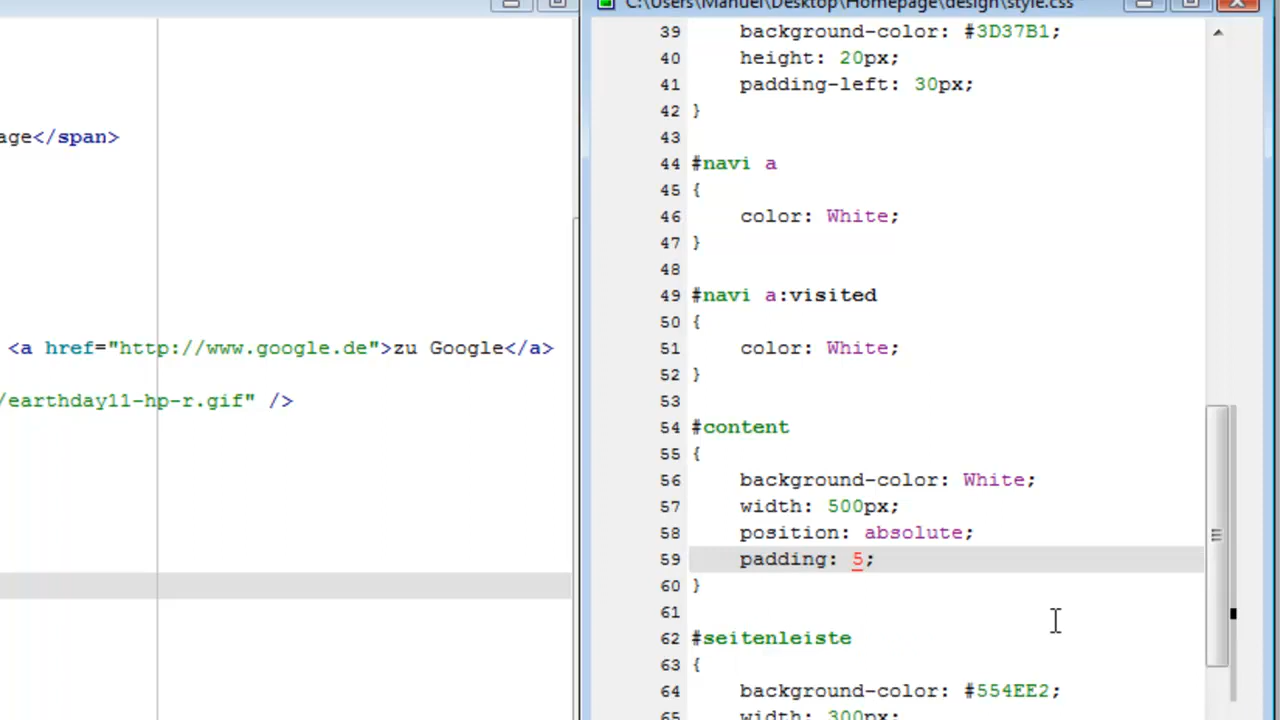 C:\Users\Manuel\Desktop\Homepage\design\style.css
age</span>
<a href="http://www.google.de">zu Google</a>
/earthday11-hp-r.gif" />
39 background-color: #3D37B1;
40 height: 20px;
41 padding-left: 30px;
42 }
43
44 #navi a
45 {
46 color: White;
47 }
48
49 #navi a:visited
50 {
51 color: White;
52 }
53
54 #content
55 {
56 background-color: White;
57 width: 500px;
58 position: absolute;
59 padding: 5;
60 }
61
62 #seitenleiste
63 {
64 background-color: #554EE2;
65 width: 300px;